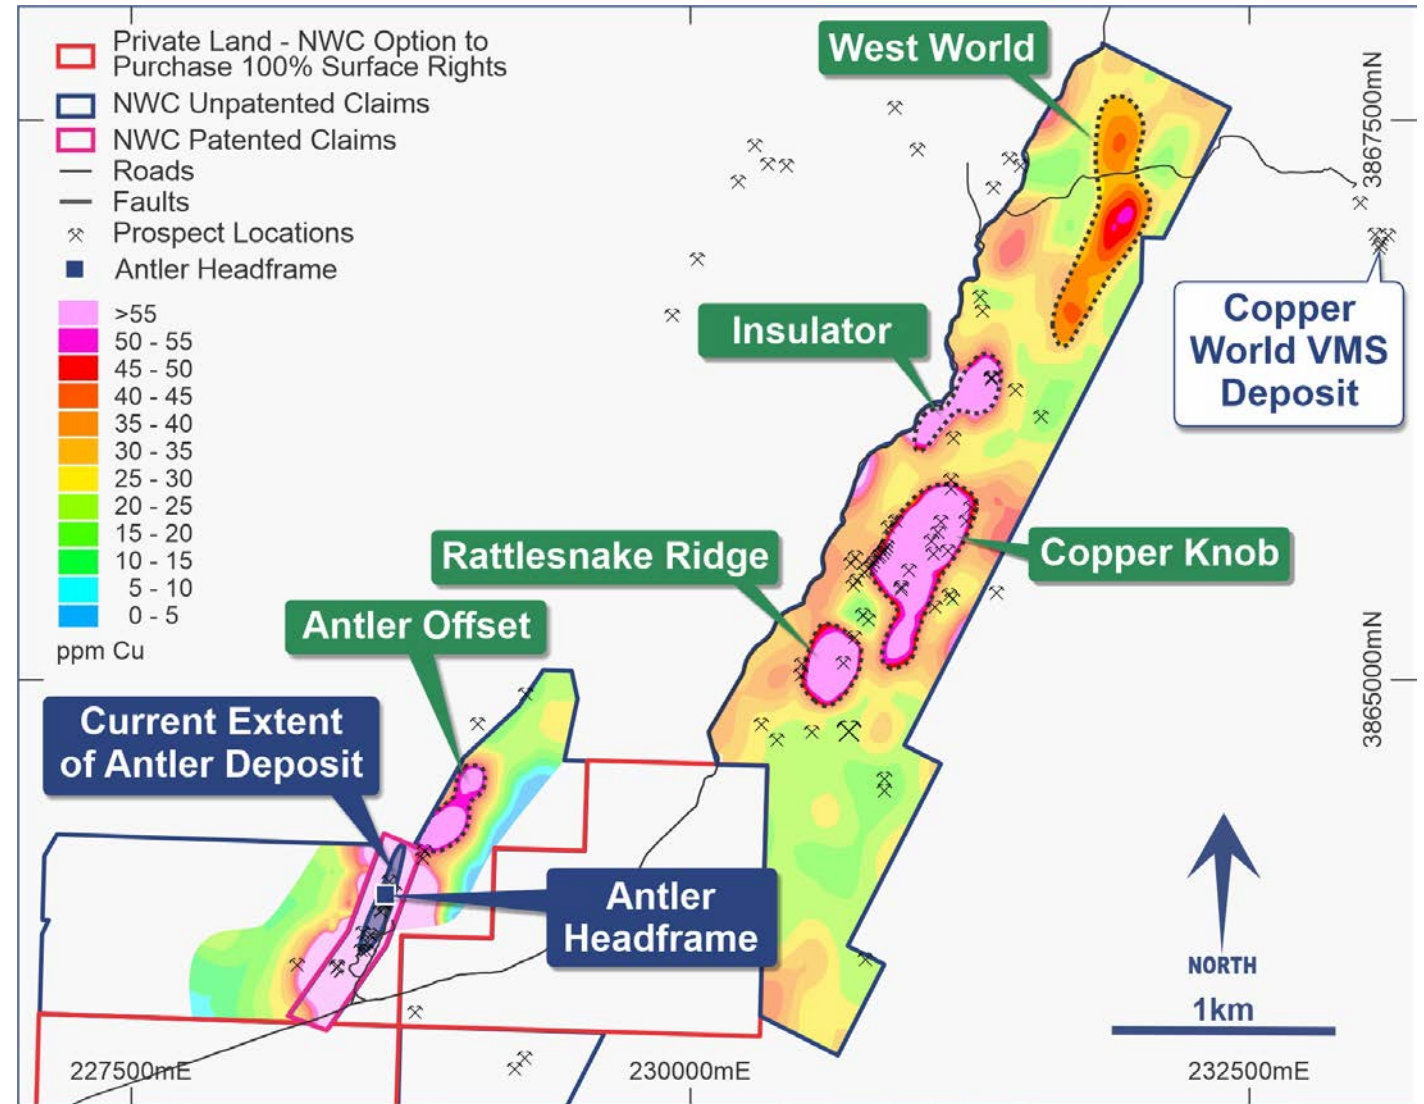 Private Land - NWC Option to
Purchase 100% Surface Rights
NWC Unpatented Claims
NWC Patented Claims
Roads
Faults
Prospect Locations
Antler Headframe
>55
50 - 55
45 - 50
40 - 45
35 - 40
30 - 35
25 - 30
20 - 25
15 - 20
10 - 15
5 - 10
0 - 5
ppm Cu
West World
3867500mN
Insulator
Copper
World VMS
Deposit
Rattlesnake Ridge
Copper Knob
Antler Offset
3865000mN
Current Extent
of Antler Deposit
Antler
Headframe
NORTH
1km
227500mE
230000mE
232500mE